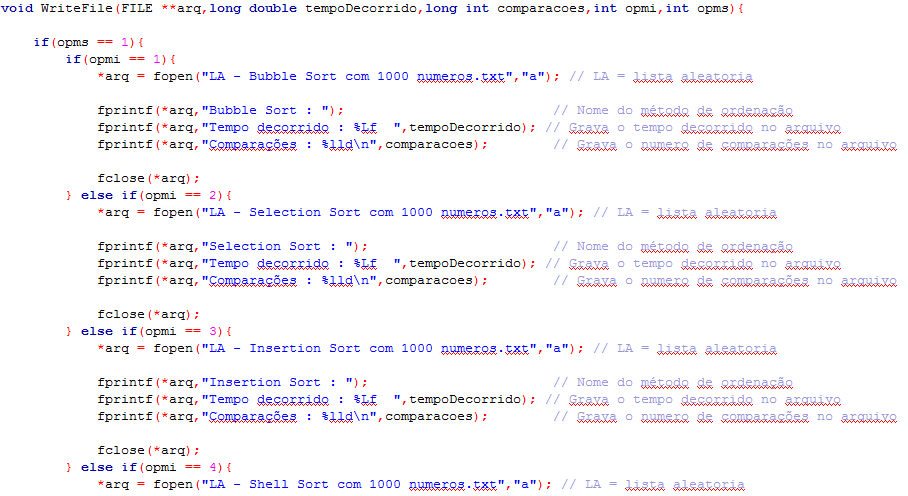 void WriteFile(FILE **arq,long double tempoDecorrido,long int comparacoes,int opmi,int opms){
if(opms == 1){
if(opmi == 1){
*arq = fopen("LA - Bubble Sort com 1000 numeros.txt","a"); // LA = lista aleatoria
fprintf(*arq,"Bubble Sort : "); // Nome do método de ordenação
fprintf(*arq,"Tempo decorrido : %Lf  ",tempoDecorrido); // Grava o tempo decorrido no arquivo
fprintf(*arq,"Comparações : %lld\n",comparacoes); // Grava o numero de comparações no arquivo
fclose(*arq);
} else if(opmi == 2){
*arq = fopen("LA - Selection Sort com 1000 numeros.txt","a"); // LA = lista aleatoria
fprintf(*arq,"Selection Sort : "); // Nome do método de ordenação
fprintf(*arq,"Tempo decorrido : %Lf  ",tempoDecorrido); // Grava o tempo decorrido no arquivo
fprintf(*arq,"Comparações : %lld\n",comparacoes); // Grava o numero de comparações no arquivo
fclose(*arq);
} else if(opmi == 3){
*arq = fopen("LA - Insertion Sort com 1000 numeros.txt","a"); // LA = lista aleatoria
fprintf(*arq,"Insertion Sort : "); // Nome do método de ordenação
fprintf(*arq,"Tempo decorrido : %Lf  ",tempoDecorrido); // Grava o tempo decorrido no arquivo
fprintf(*arq,"Comparações : %lld\n",comparacoes); // Grava o numero de comparações no arquivo
fclose(*arq);
} else if(opmi == 4){
*arq = fopen("LA - Shell Sort com 1000 numeros.txt","a"); // LA = lista aleatoria